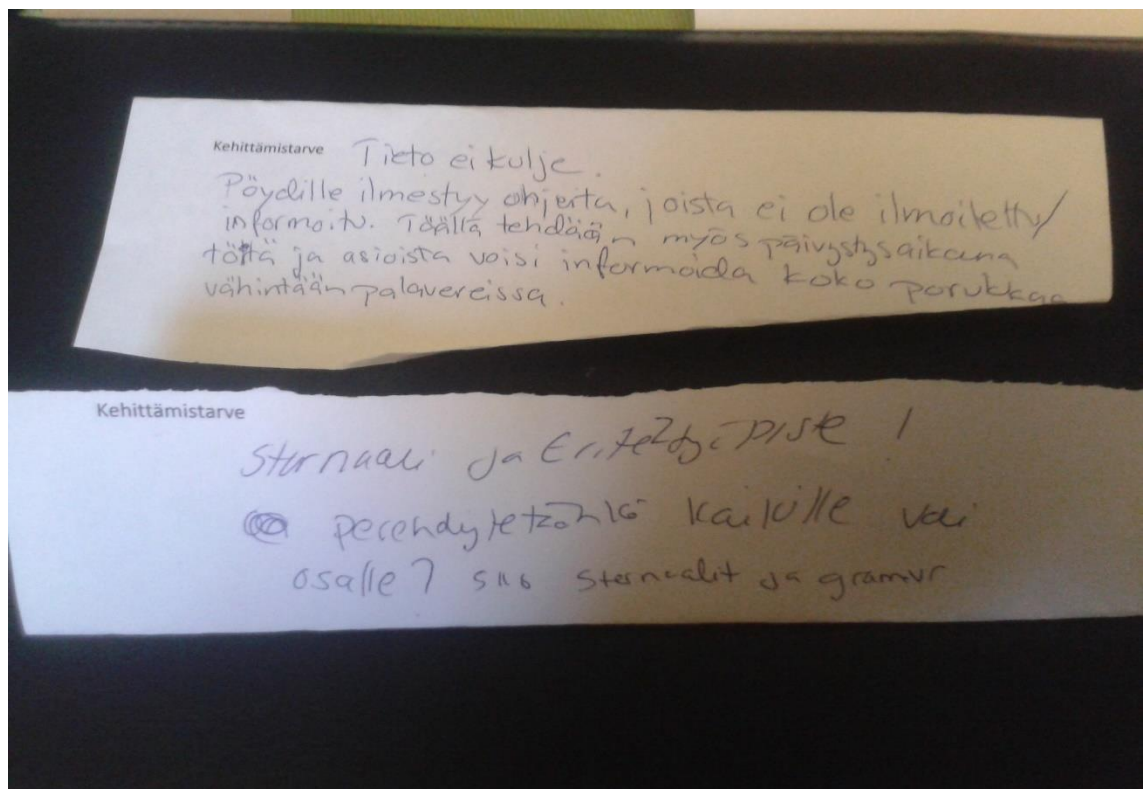 Kehittämistarve Tieto ei kulje.
Pöydille ilmestyy ohjeita, joista ei ole ilmoitettu/
informoitu. Täällä tehdään myös päivystysaikana
töitä ja asioista voisi informoida koko porukkaa
vähintään palavereissa.
Kehittämistarve
Sternaali ja
perehdytetäänkö kaikille vai
osalle? sternaalit ja